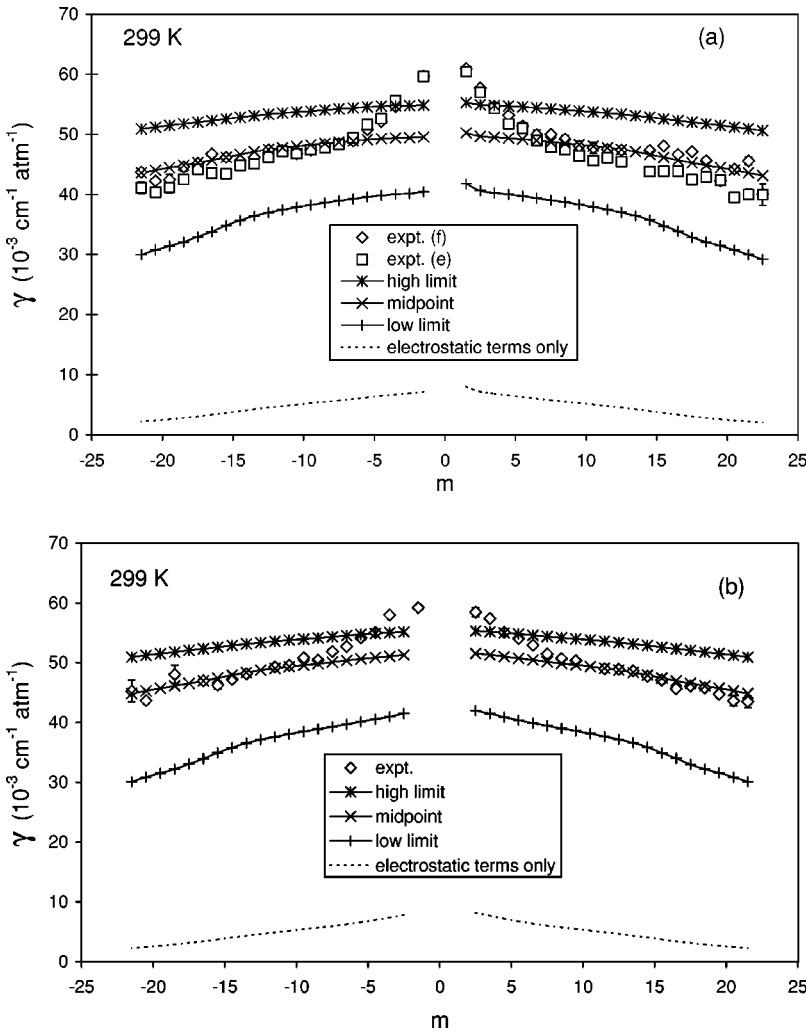 70
299 K
(a)
60
50
40
30
20
10
0
γ (10⁻³ cm⁻¹ atm⁻¹)
expt. (f)
expt. (e)
high limit
midpoint
low limit
electrostatic terms only
-25 -20 -15 -10 -5 0 5 10 15 20 25
m
70
299 K
(b)
60
50
40
30
20
10
0
γ (10⁻³ cm⁻¹ atm⁻¹)
expt.
high limit
midpoint
low limit
electrostatic terms only
-25 -20 -15 -10 -5 0 5 10 15 20 25
m